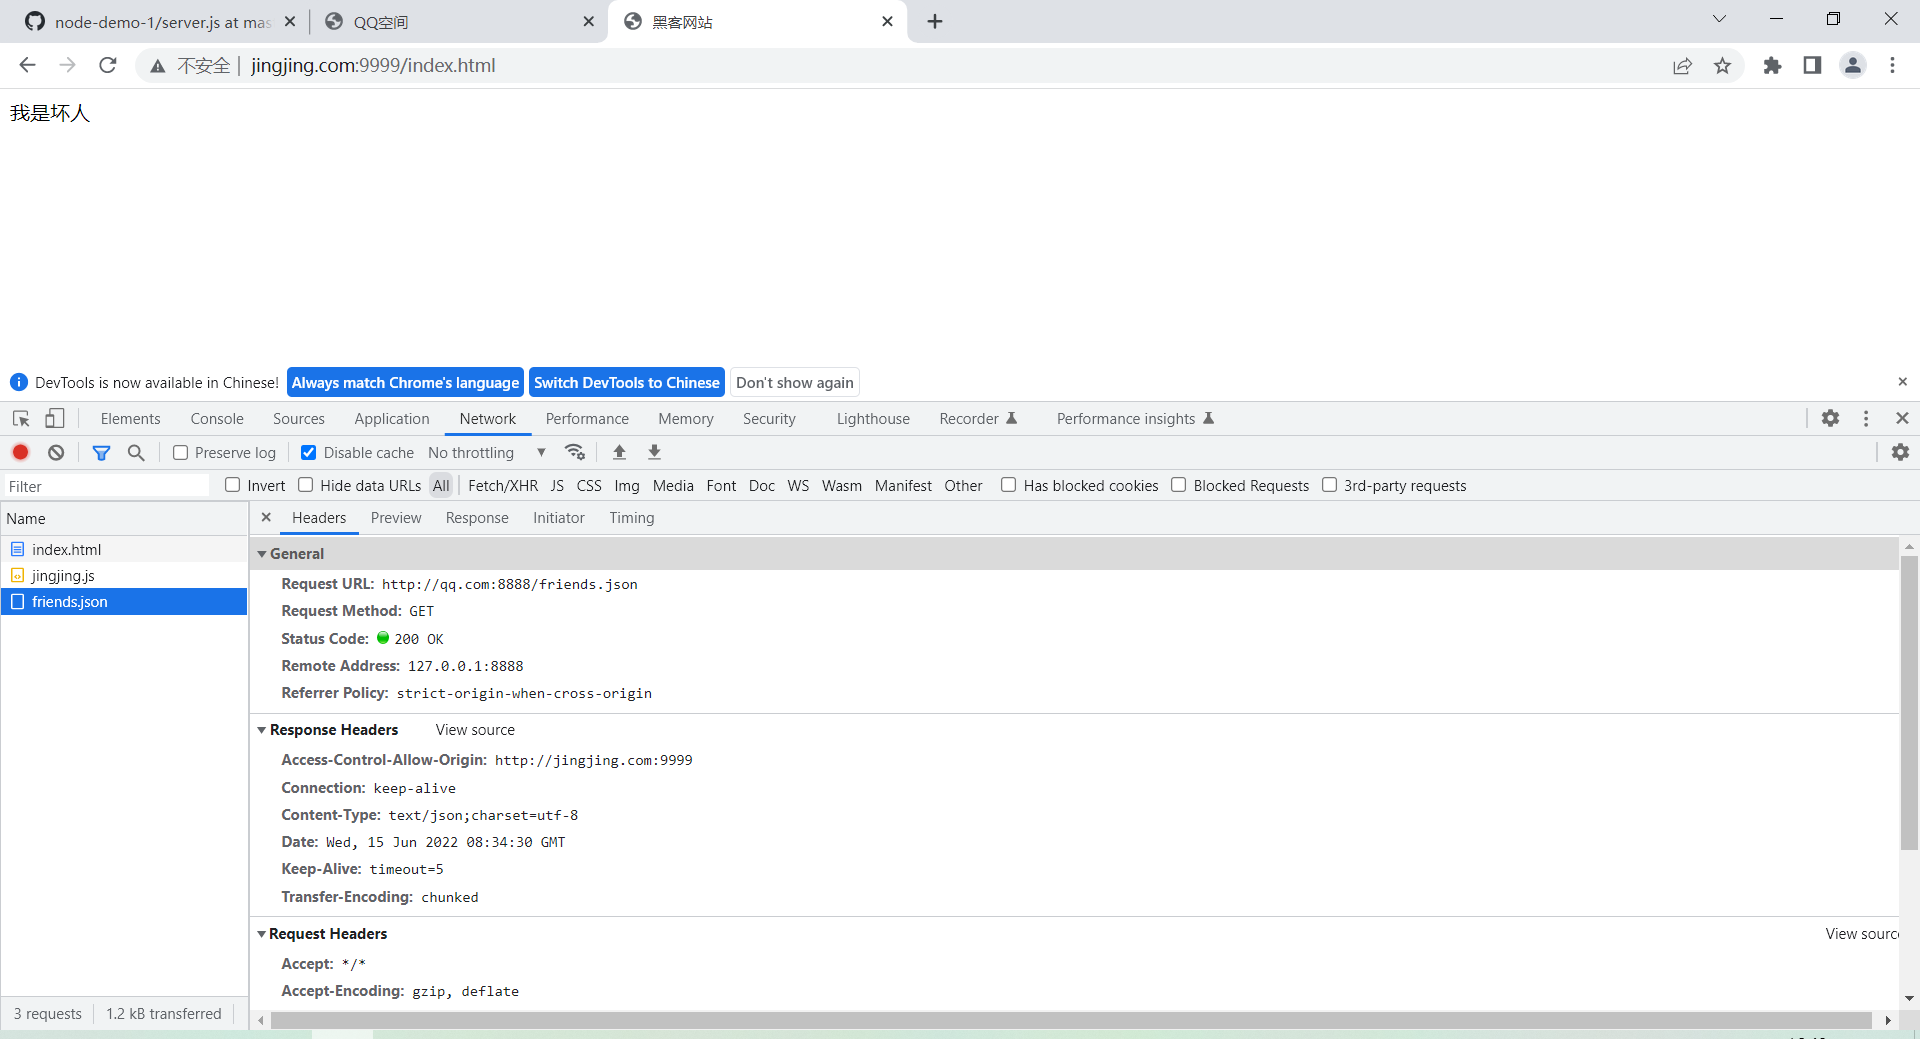 node-demo-1/server.js at mas
QQ空间
黑客网站
不安全 | jingjing.com:9999/index.html
我是坏人
DevTools is now available in Chinese! Always match Chrome's language Switch DevTools to Chinese Don't show again
Elements Console Sources Application Network Performance Memory Security Lighthouse Recorder Performance insights
Preserve log Disable cache No throttling
Filter Invert Hide data URLs All Fetch/XHR JS CSS Img Media Font Doc WS Wasm Manifest Other Has blocked cookies Blocked Requests 3rd-party requests
Name
index.html
jingjing.js
friends.json
Headers Preview Response Initiator Timing
General
Request URL: http://qq.com:8888/friends.json
Request Method: GET
Status Code: 200 OK
Remote Address: 127.0.0.1:8888
Referrer Policy: strict-origin-when-cross-origin
Response Headers View source
Access-Control-Allow-Origin: http://jingjing.com:9999
Connection: keep-alive
Content-Type: text/json;charset=utf-8
Date: Wed, 15 Jun 2022 08:34:30 GMT
Keep-Alive: timeout=5
Transfer-Encoding: chunked
Request Headers View sourc
Accept: */*
Accept-Encoding: gzip, deflate
3 requests 1.2 kB transferred